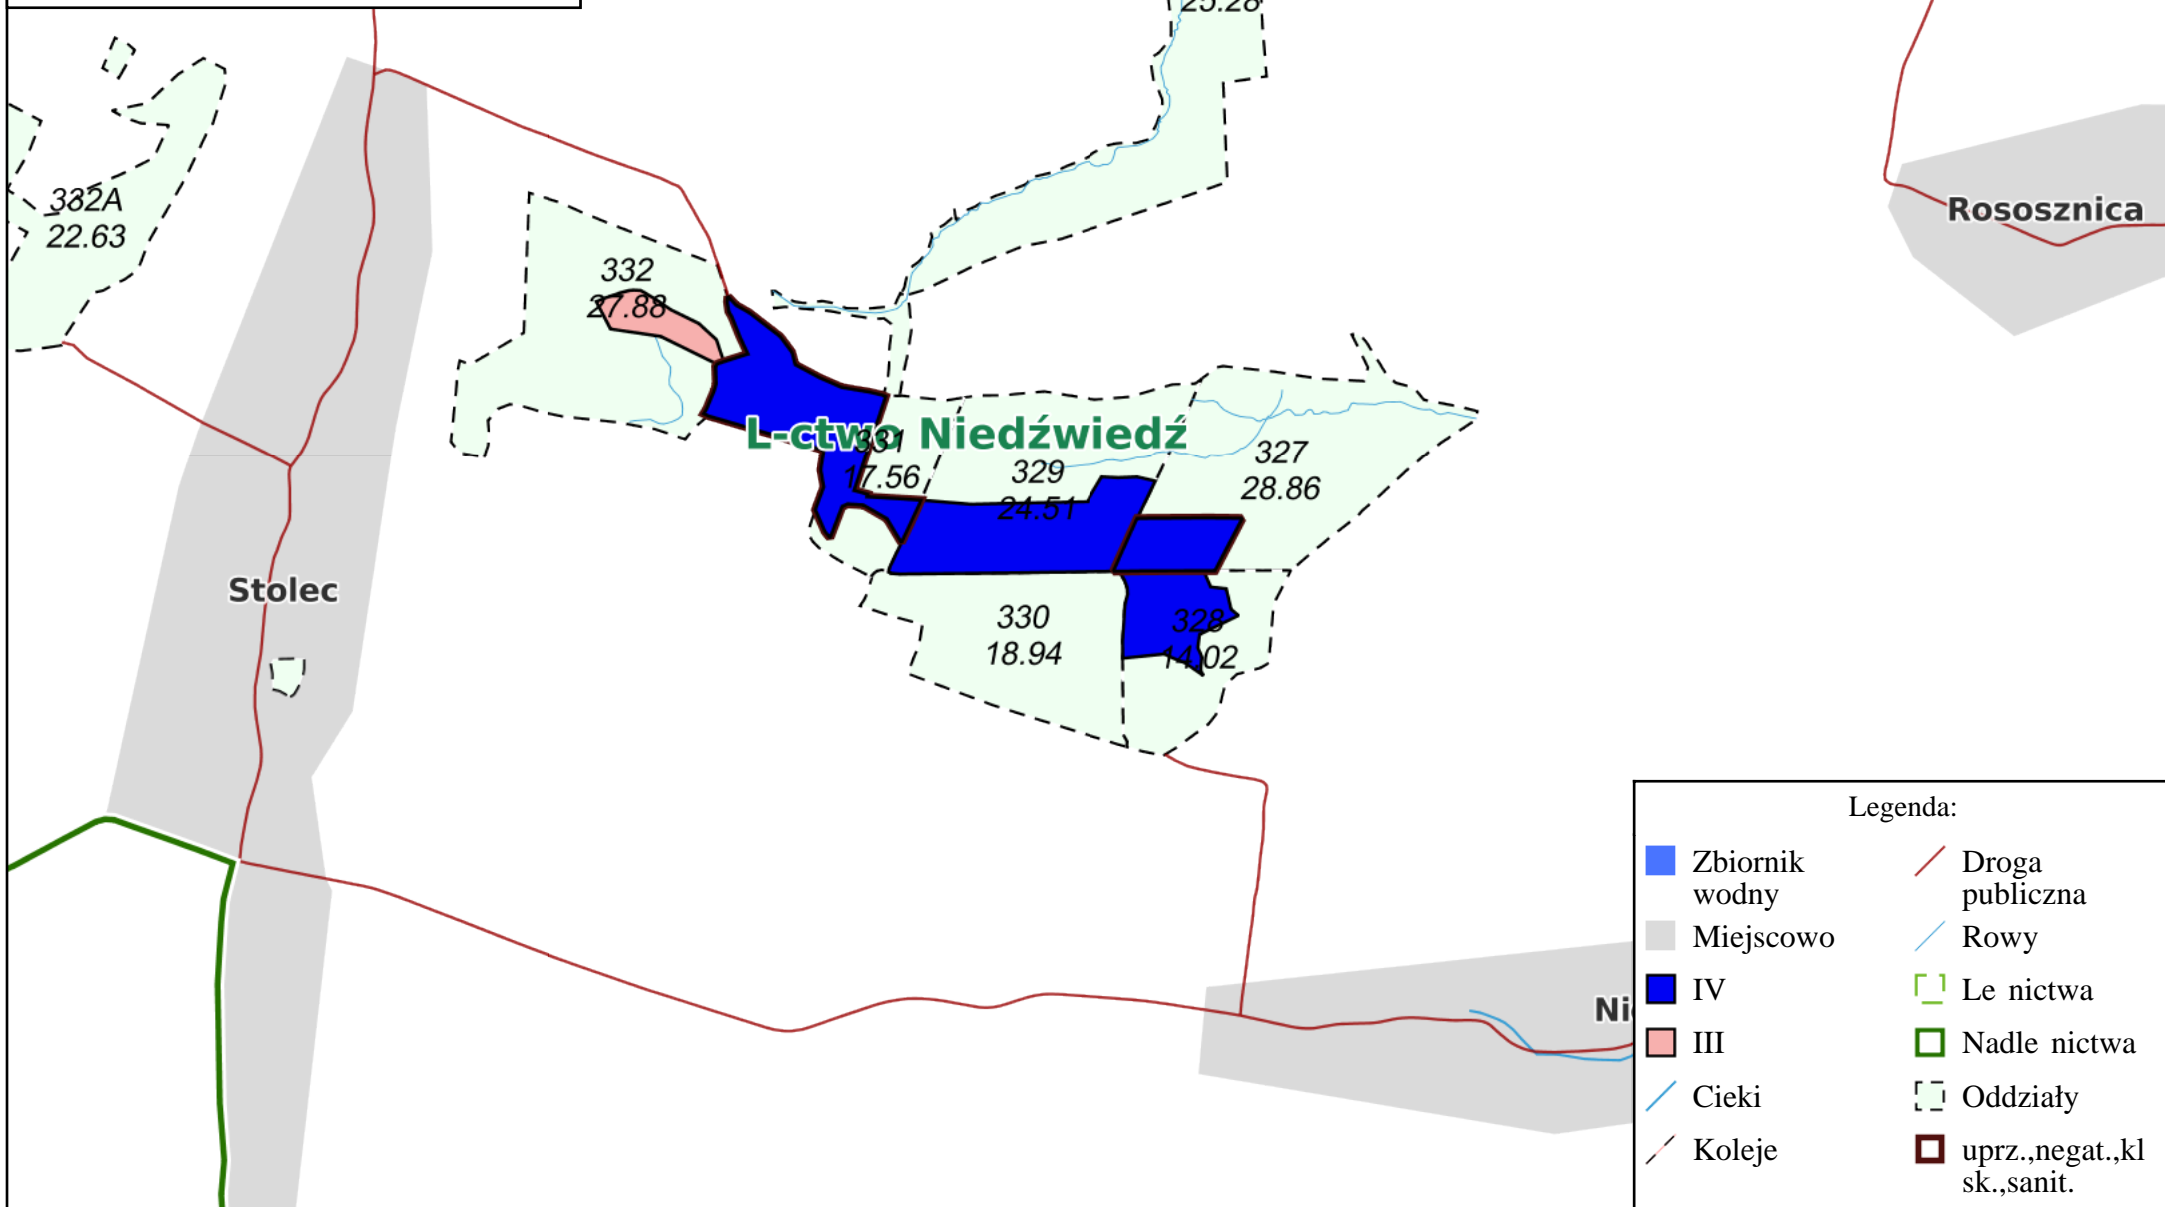 25.28
332A
22.63
Rososznica
332
27.88
L-ctwo Niedźwiedź
331
17.56
329
24.51
327
28.86
Stolec
330
18.94
328
14.02
Legenda:
Zbiornik
wodny
Droga
publiczna
Miejscowo
Rowy
IV
Le nictwa
III
Nadle nictwa
Cieki
Oddziały
Koleje
uprz.,negat.,kl
sk.,sanit.